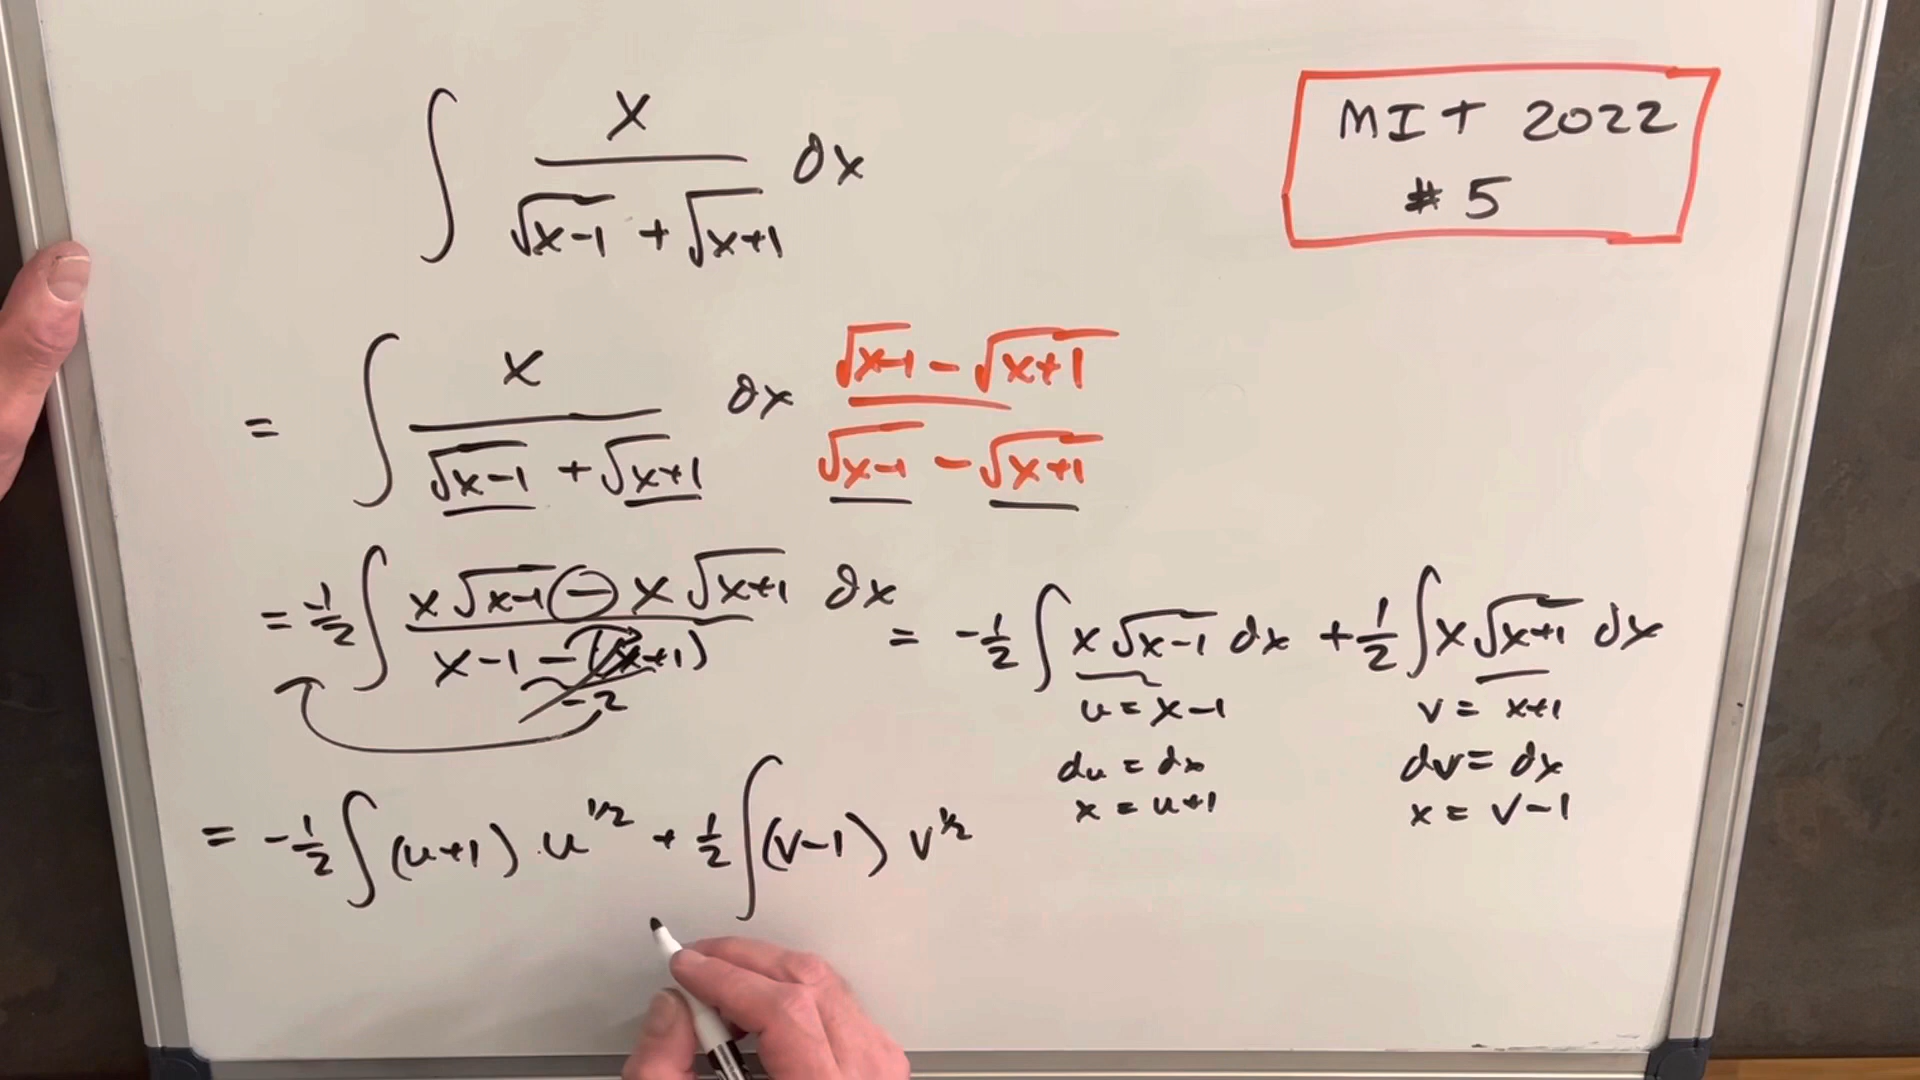 ∫ x / (√(x-1) + √(x+1)) dx
MIT 2022
# 5
= ∫ x / (√(x-1) + √(x+1)) dx (√(x-1) - √(x+1)) / (√(x-1) - √(x+1))
= -1/2 ∫ (x√(x-1) - x√(x+1)) / (x-1-(x+1)) dx = -1/2 ∫ x√(x-1) dx + 1/2 ∫ x√(x+1) dx
-2
u = x-1 v = x+1
du = dx dv = dx
x = u+1 x = v-1
= -1/2 ∫ (u+1) · u^1/2 + 1/2 ∫ (v-1) v^1/2